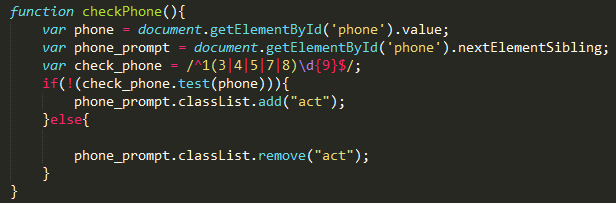 function checkPhone(){
    var phone = document.getElementById('phone').value;
    var phone_prompt = document.getElementById('phone').nextElementSibling;
    var check_phone = /^1(3|4|5|7|8)\d{9}$/;
    if(!(check_phone.test(phone))){
        phone_prompt.classList.add("act");
    }else{
        phone_prompt.classList.remove("act");
    }
}